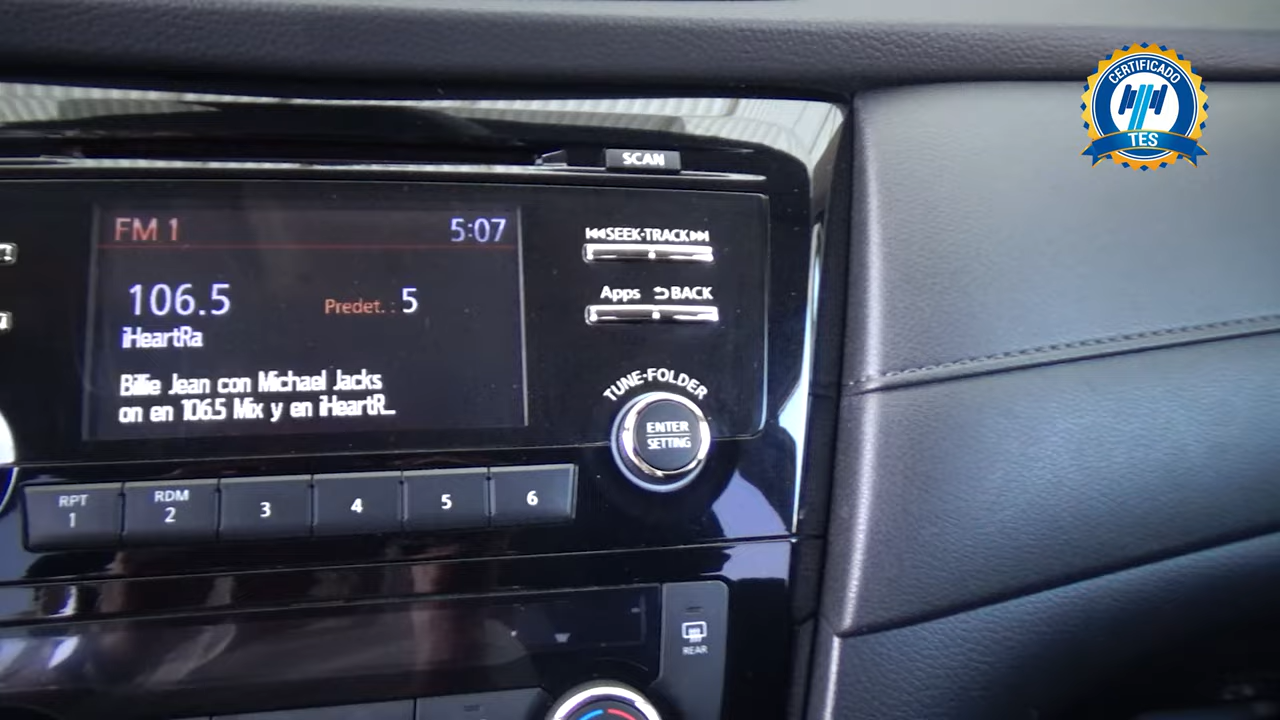 CERTIFICADO
TES
SCAN
FM 1
5:07
SEEK·TRACK
106.5
Predet. : 5
Apps
BACK
iHeartRa
Billie Jean con Michael Jacks
on en 106.5 Mix y en iHeartR...
TUNE·FOLDER
ENTER
SETTING
RPT
1
RDM
2
3
4
5
6
REAR